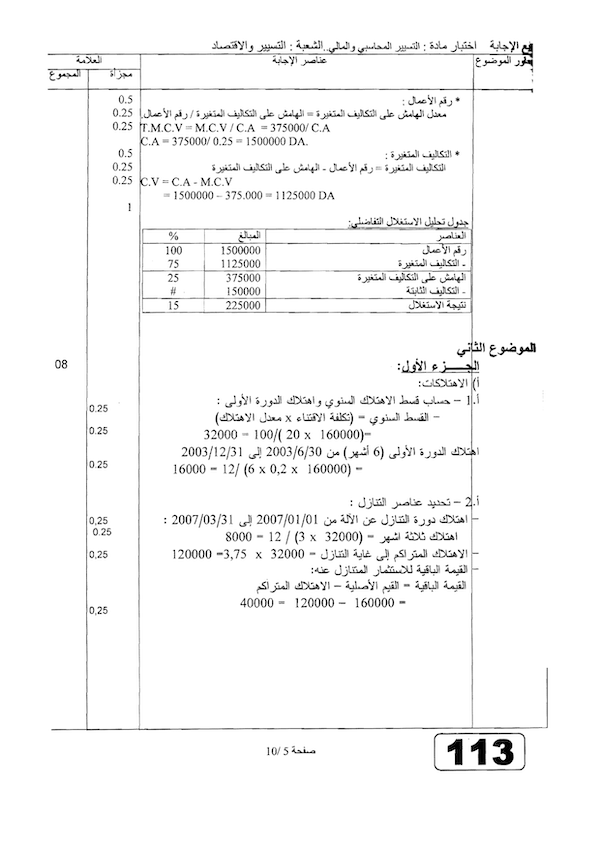 ع الإجابة اختبار مادة : التسيير المحاسبي والمالي..الشعبة : التسيير والاقتصاد
الموضوع عناصر الإجابة العلامة
مجزأة المجموع
* رقم الأعمال : 0.5
معدل الهامش على التكاليف المتغيرة = الهامش على التكاليف المتغيرة / رقم الأعمال. 0.25
T.M.C.V = M.C.V / C.A = 375000/ C.A 0.25
C.A = 375000/ 0.25 = 1500000 DA.
* التكاليف المتغيرة : 0.5
التكاليف المتغيرة = رقم الأعمال - الهامش على التكاليف المتغيرة 0.25
C.V = C.A - M.C.V 0.25
= 1500000 – 375.000 = 1125000 DA
1
جدول تحليل الاستغلال التفاضلي:
العناصر المبالغ %
رقم الأعمال 1500000 100
- التكاليف المتغيرة 1125000 75
الهامش على التكاليف المتغيرة 375000 25
- التكاليف الثابتة 150000 #
نتيجة الاستغلال 225000 15
الموضوع الثاني
الجـــزء الأول: 08
أ) الاهتلاكات:
أ.1 – حساب قسط الاهتلاك السنوي واهتلاك الدورة الأولى : 0.25
– القسط السنوي = (تكلفة الاقتناء x معدل الاهتلاك)
=(160000 x 20 )/100 = 32000 0.25
اهتلاك الدورة الأولى (6 أشهر) من 2003/6/30 إلى 2003/12/31
= (160000 x 0,2 x 6) /12 = 16000 0.25
أ.2 – تحديد عناصر التنازل :
– اهتلاك دورة التنازل عن الآلة من 2007/01/01 إلى 2007/03/31 : 0,25
اهتلاك ثلاثة اشهر = (32000 x 3) / 12 = 8000 0.25
– الاهتلاك المتراكم إلى غاية التنازل = 32000 x 3,75= 120000 0,25
– القيمة الباقية للاستثمار المتنازل عنه:
القيمة الباقية = القيم الأصلية – الاهتلاك المتراكم
= 160000 – 120000 = 40000 0,25
صفحة 5 /10
113